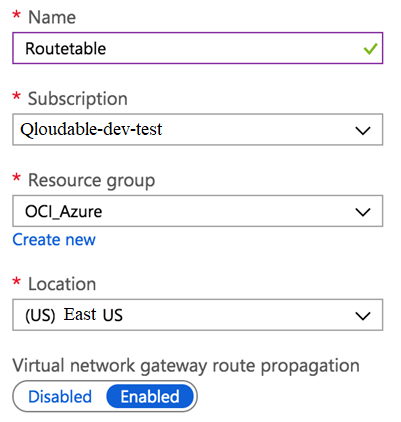 * Name
Routetable
* Subscription
Qloudable-dev-test
* Resource group
OCI_Azure
Create new
* Location
(US) East US
Virtual network gateway route propagation
Disabled Enabled